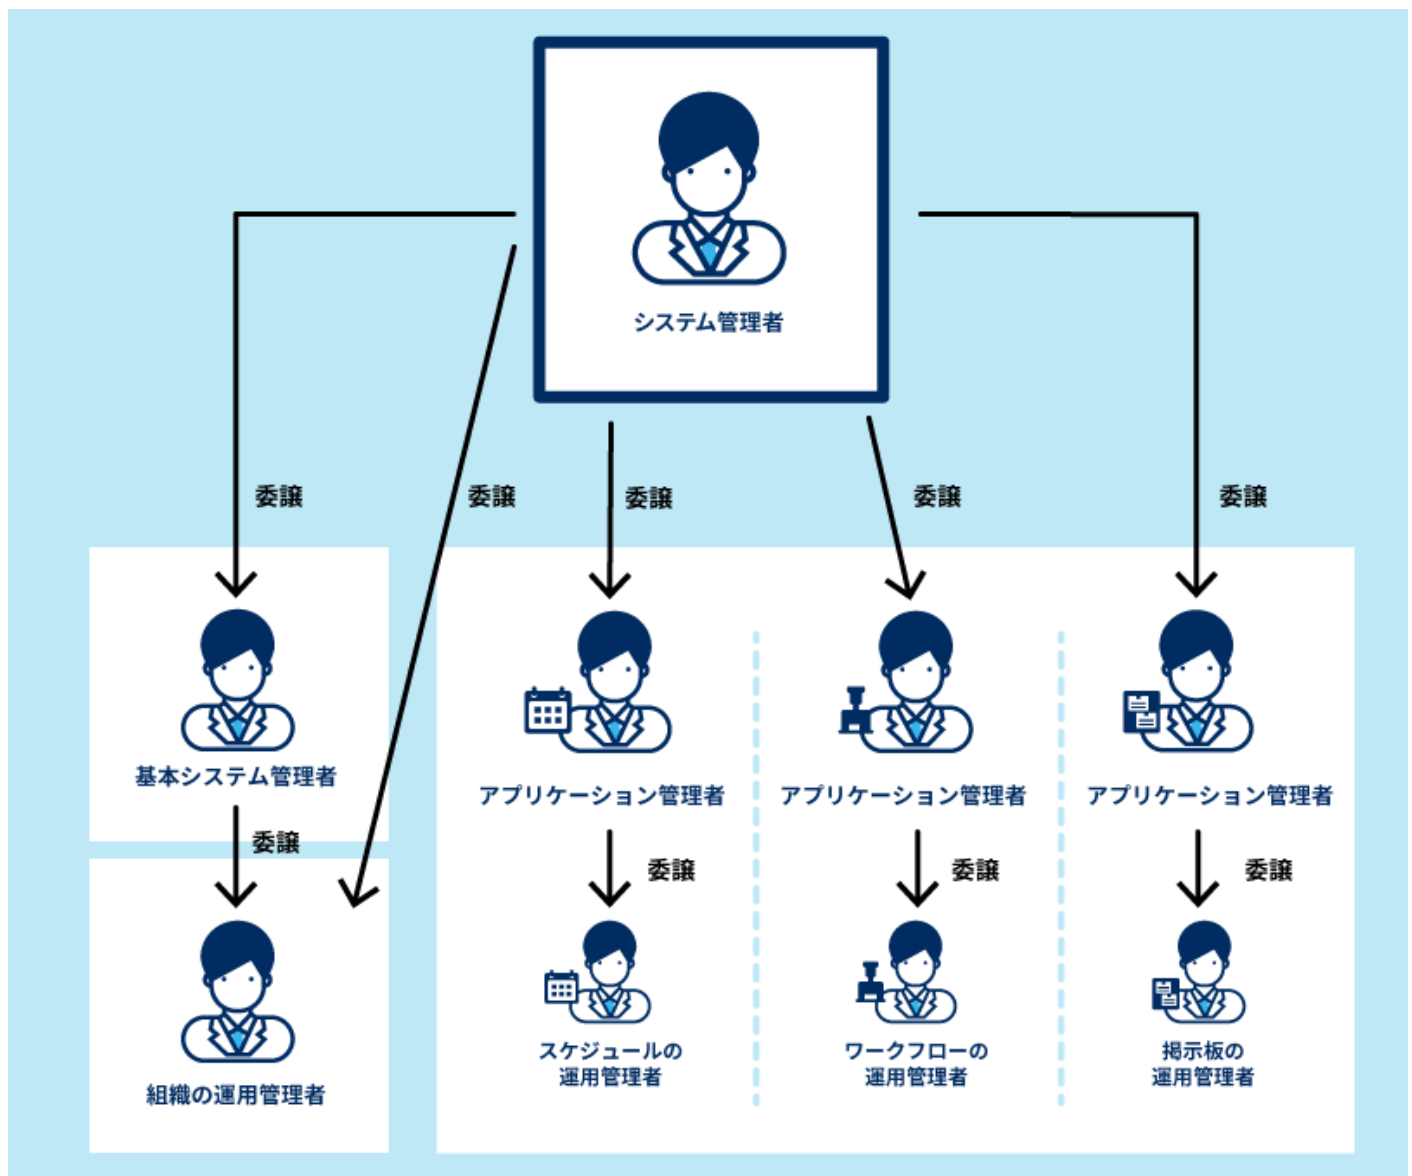 システム管理者
委譲
委譲
委譲
委譲
委譲
基本システム管理者
アプリケーション管理者
アプリケーション管理者
アプリケーション管理者
委譲
委譲
委譲
委譲
スケジュールの
運用管理者
ワークフローの
運用管理者
掲示板の
運用管理者
組織の運用管理者